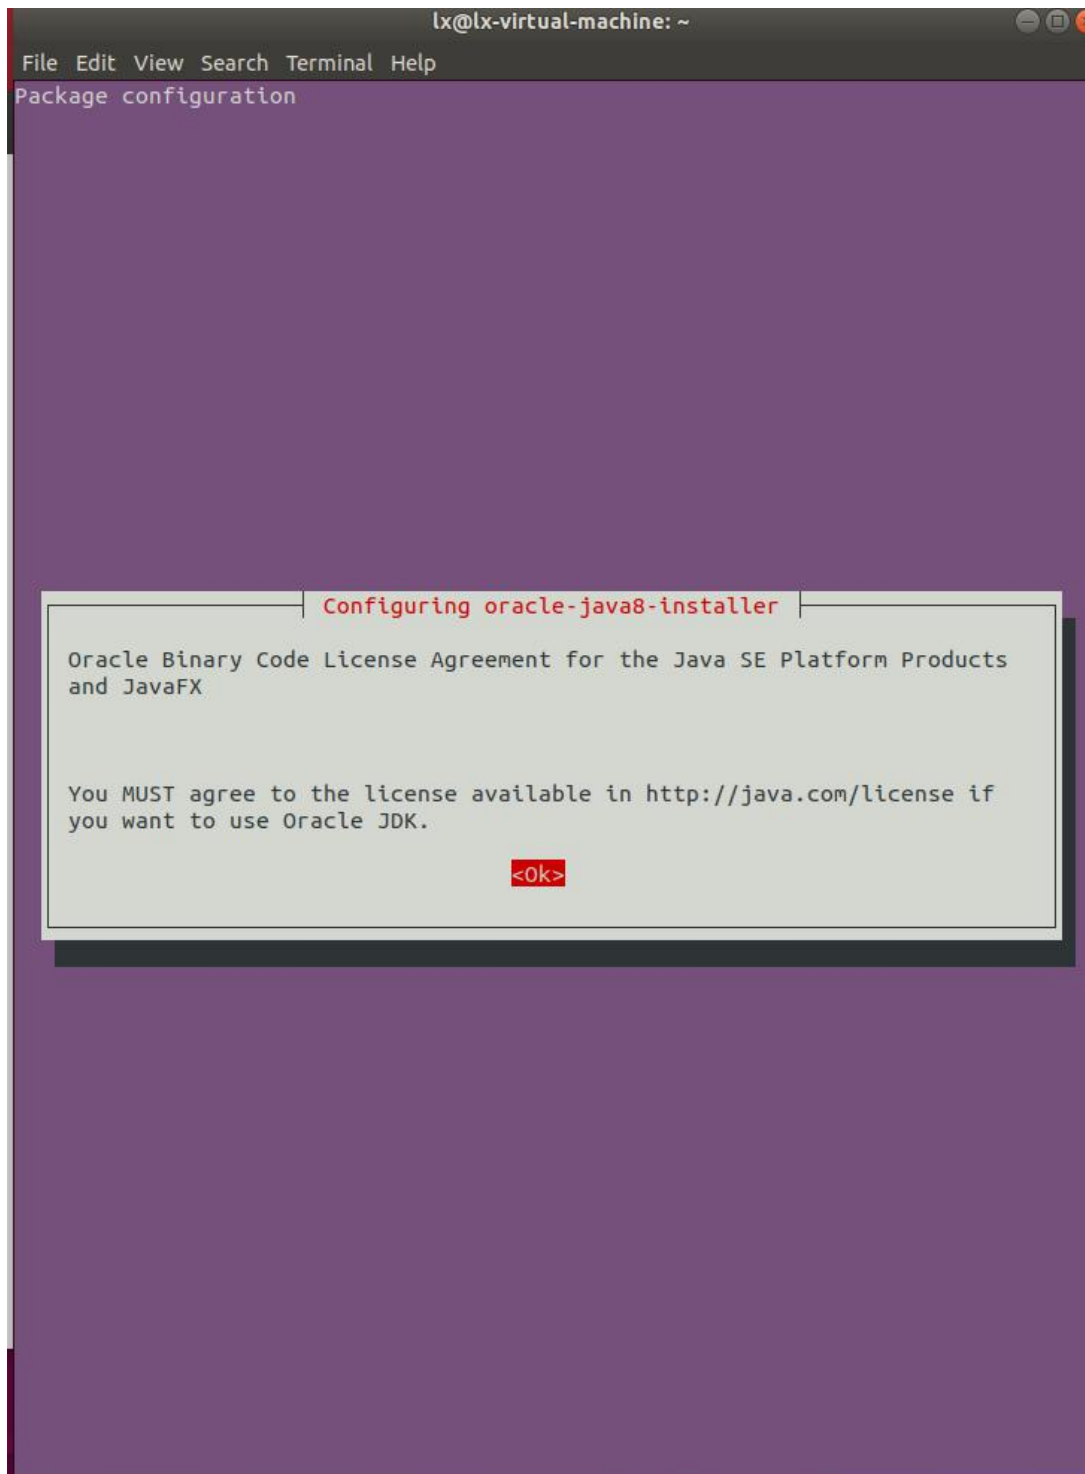 lx@lx-virtual-machine: ~
File Edit View Search Terminal Help
Package configuration
Configuring oracle-java8-installer
Oracle Binary Code License Agreement for the Java SE Platform Products
and JavaFX
You MUST agree to the license available in http://java.com/license if
you want to use Oracle JDK.
<Ok>